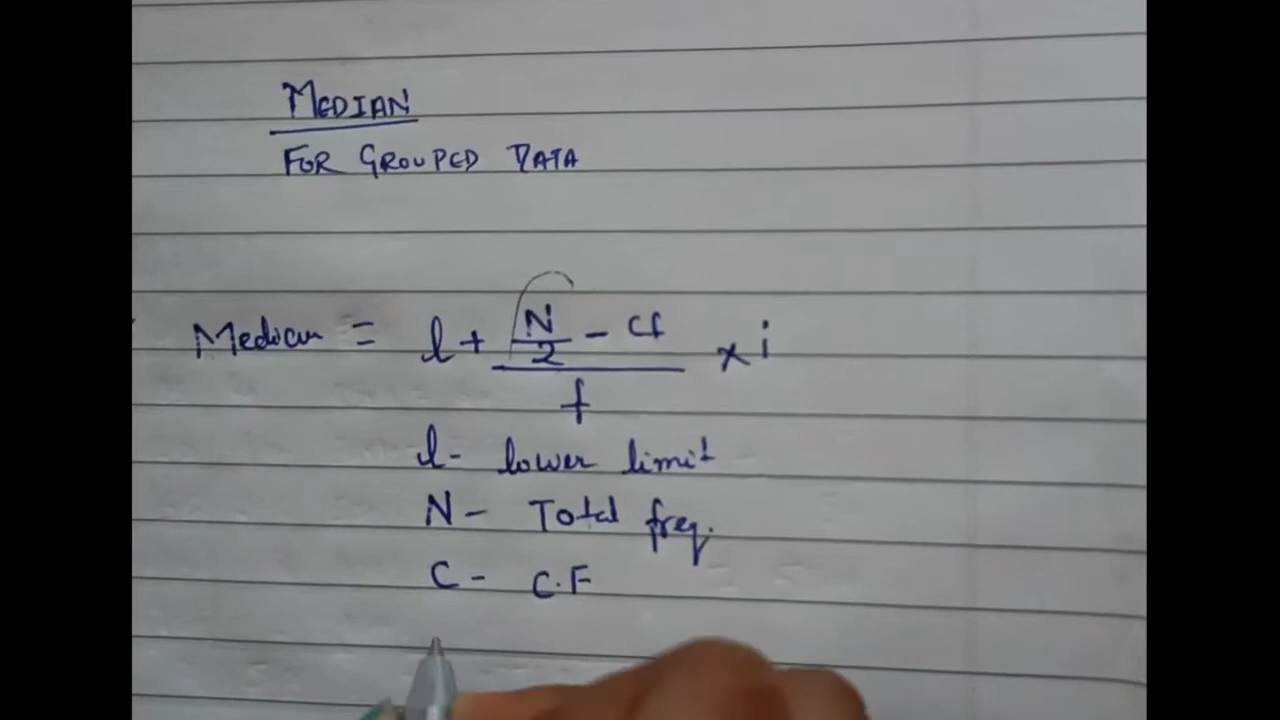 MEDIAN
FOR GROUPED DATA
Median = l + (N/2 - cf)/f × i
l - lower limit
N - Total freq.
C - C.F